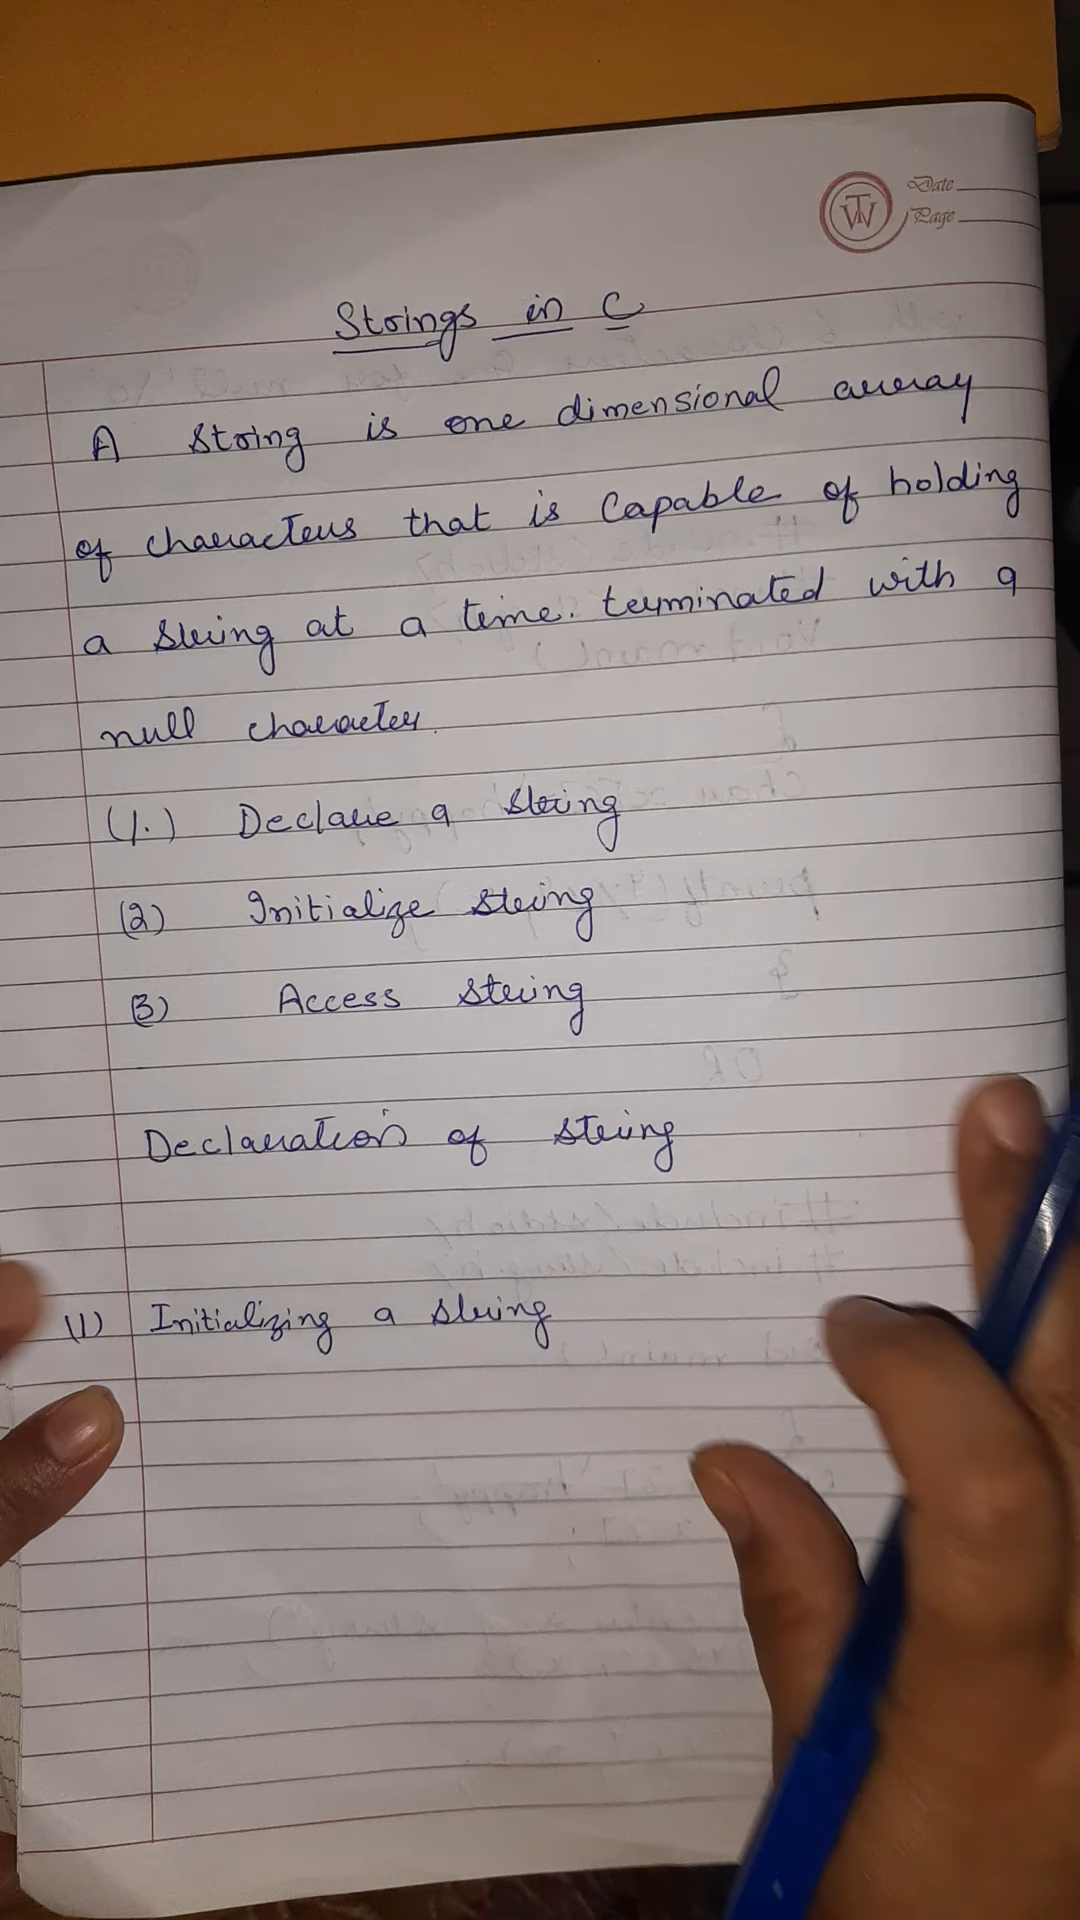 Date
Page
Strings in C
A string is one dimensional array
of characters that is capable of holding
a string at a time. terminated with a
null character.
(1.) Declare a string
(2) Initialize string
(3) Access string
Declaration of string
(1) Initializing a string